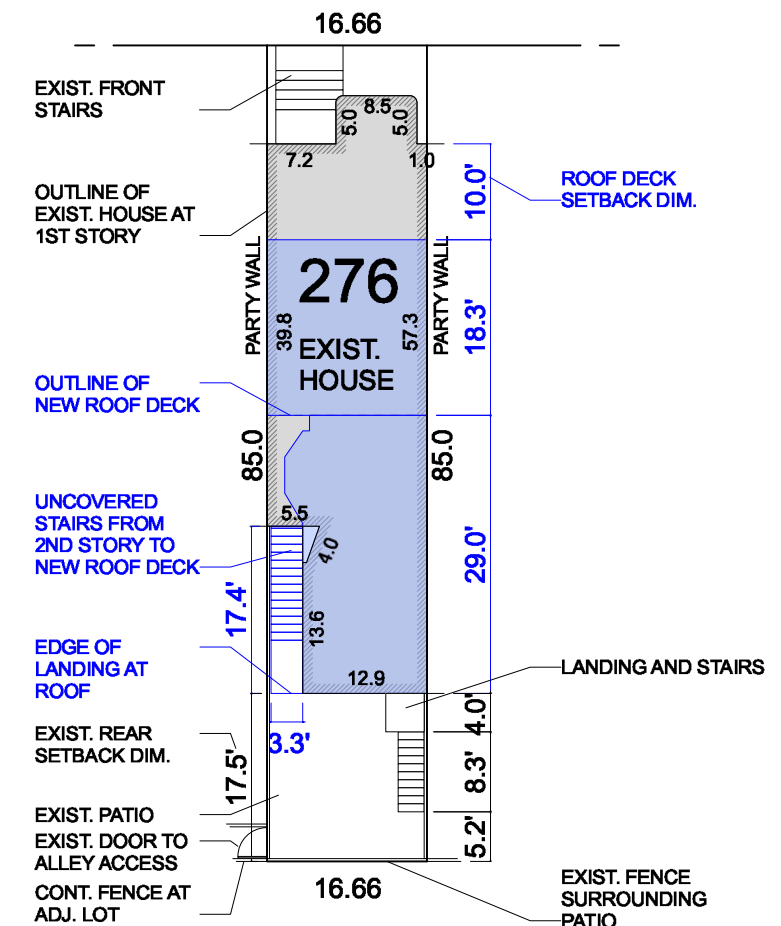 16.66
EXIST. FRONT
STAIRS
8.5
5.0
5.0
7.2
1.0
10.0'
ROOF DECK
SETBACK DIM.
OUTLINE OF
EXIST. HOUSE AT
1ST STORY
PARTY WALL
276
PARTY WALL
39.8
57.3
18.3'
EXIST.
HOUSE
OUTLINE OF
NEW ROOF DECK
85.0
85.0
UNCOVERED
STAIRS FROM
2ND STORY TO
NEW ROOF DECK
5.5
4.0
29.0'
17.4'
13.6
EDGE OF
LANDING AT
ROOF
12.9
LANDING AND STAIRS
4.0'
EXIST. REAR
SETBACK DIM.
3.3'
17.5'
8.3'
EXIST. PATIO
EXIST. DOOR TO
ALLEY ACCESS
5.2'
CONT. FENCE AT
ADJ. LOT
16.66
EXIST. FENCE
SURROUNDING
PATIO